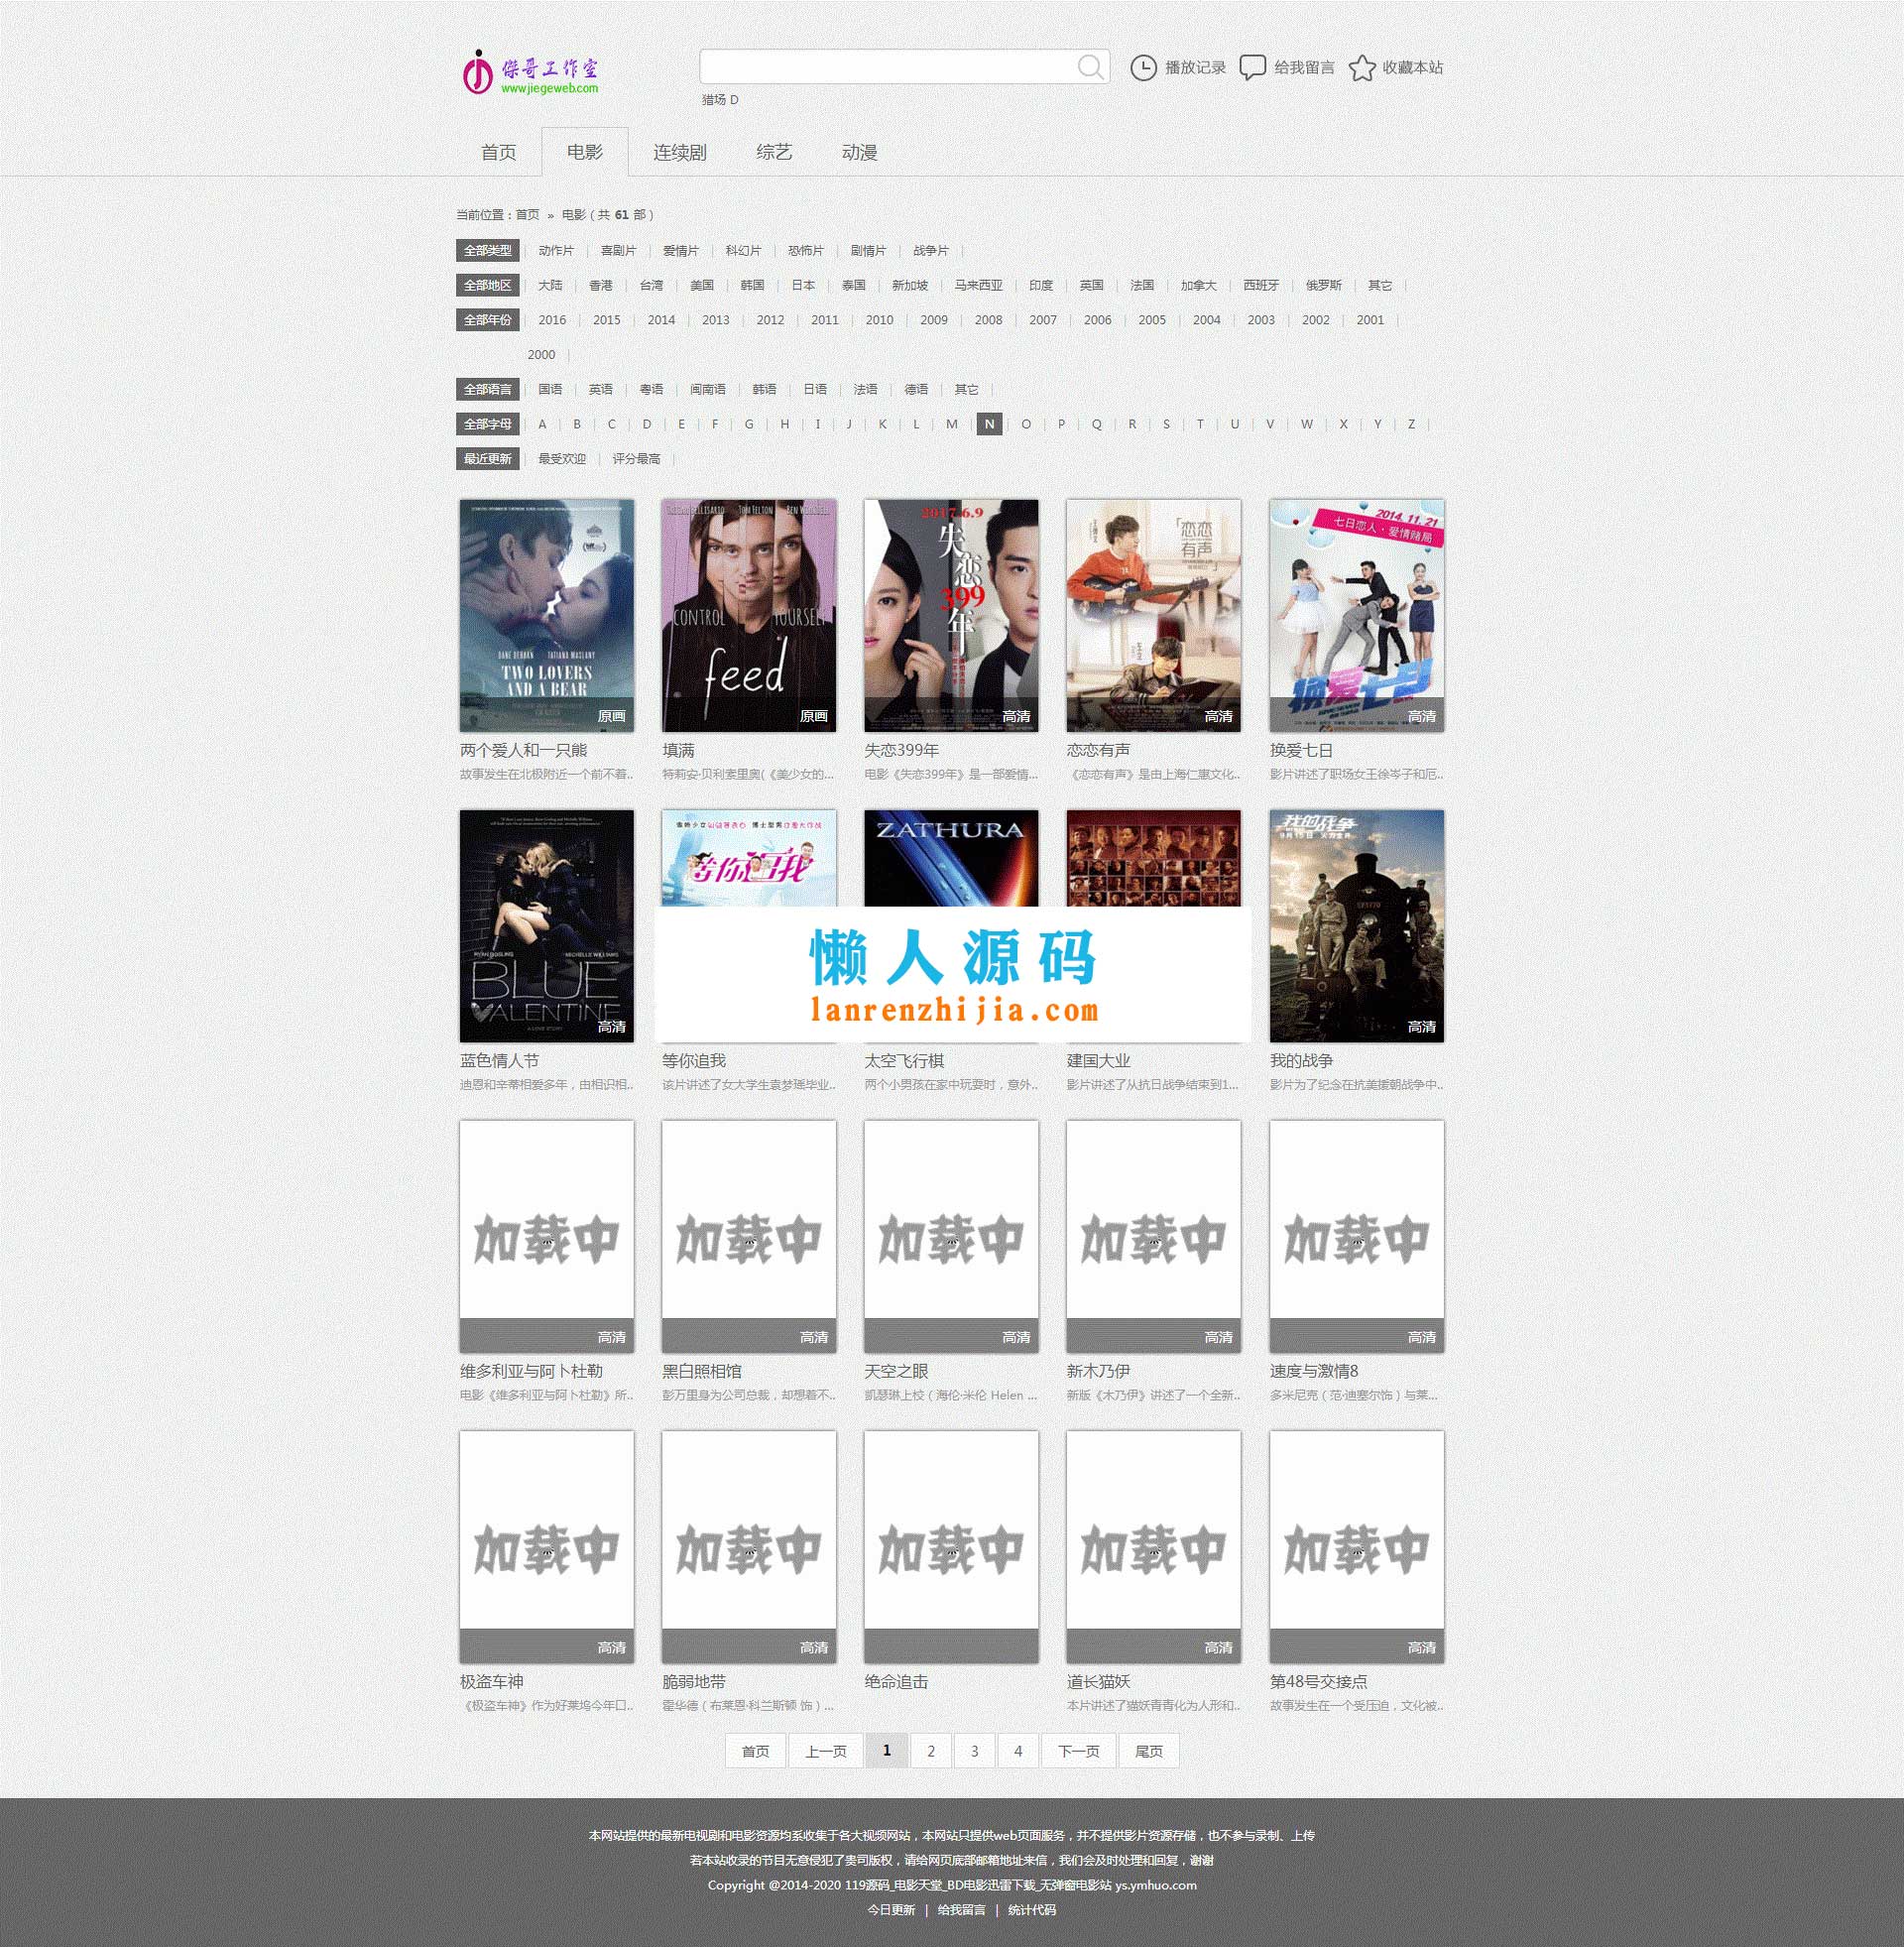 傑哥工作室
www.jiegeweb.com
播放记录 给我留言 收藏本站
猎场 D
首页 电影 连续剧 综艺 动漫
当前位置：首页 » 电影（共 61 部）
全部类型 | 动作片 | 喜剧片 | 爱情片 | 科幻片 | 恐怖片 | 剧情片 | 战争片 |
全部地区 | 大陆 | 香港 | 台湾 | 美国 | 韩国 | 日本 | 泰国 | 新加坡 | 马来西亚 | 印度 | 英国 | 法国 | 加拿大 | 西班牙 | 俄罗斯 | 其它 |
全部年份 | 2016 | 2015 | 2014 | 2013 | 2012 | 2011 | 2010 | 2009 | 2008 | 2007 | 2006 | 2005 | 2004 | 2003 | 2002 | 2001 |
2000 |
全部语言 | 国语 | 英语 | 粤语 | 闽南语 | 韩语 | 日语 | 法语 | 德语 | 其它 |
全部字母 | A | B | C | D | E | F | G | H | I | J | K | L | M | N | O | P | Q | R | S | T | U | V | W | X | Y | Z |
最近更新 | 最受欢迎 | 评分最高 |
DANE DEHAAN TATIANA MASLANY
TWO LOVERS
AND A BEAR
原画
TOM FELTON
CONTROL YOURSELF
feed
原画
2017.6.9
失恋
399
年
高清
「恋恋
有声」
高清
2014.11.21
七日恋人·爱情赌局
换爱七日
高清
两个爱人和一只熊 填满 失恋399年 恋恋有声 换爱七日
故事发生在北极附近一个前不着.. 特莉安·贝利索里奥(《美少女的... 电影《失恋399年》是一部爱情... 《恋恋有声》是由上海仁惠文化.. 影片讲述了职场女王徐岑子和厄..
RYAN GOSLING MICHELLE WILLIAMS
BLUE
VALENTINE
A LOVE STORY
高清
等你追我
ZATHURA
我的战争
9月15日
高清
懒人源码
lanrenzhijia.com
蓝色情人节 等你追我 太空飞行棋 建国大业 我的战争
迪恩和辛蒂相爱多年，由相识相.. 该片讲述了女大学生袁梦瑶毕业.. 两个小男孩在家中玩耍时，意外.. 影片讲述了从抗日战争结束到1... 影片为了纪念在抗美援朝战争中..
加载中 加载中 加载中 加载中 加载中
高清 高清 高清 高清 高清
维多利亚与阿卜杜勒 黑白照相馆 天空之眼 新木乃伊 速度与激情8
电影《维多利亚与阿卜杜勒》所.. 彭万里身为公司总裁，却想着不.. 凯瑟琳上校（海伦·米伦 Helen ... 新版《木乃伊》讲述了一个全新.. 多米尼克（范·迪塞尔饰）与莱...
加载中 加载中 加载中 加载中 加载中
高清 高清 高清 高清
极盗车神 脆弱地带 绝命追击 道长猫妖 第48号交接点
《极盗车神》作为好莱坞今年口.. 霍华德（布莱恩·科兰斯顿 饰）... 本片讲述了猫妖青青化为人形和.. 故事发生在一个受压迫，文化被..
首页 上一页 1 2 3 4 下一页 尾页
本网站提供的最新电视剧和电影资源均系收集于各大视频网站，本网站只提供web页面服务，并不提供影片资源存储，也不参与录制、上传
若本站收录的节目无意侵犯了贵司版权，请给网页底部邮箱地址来信，我们会及时处理和回复，谢谢
Copyright @2014-2020 119源码_电影天堂_BD电影迅雷下载_无弹窗电影站 ys.ymhuo.com
今日更新 | 给我留言 | 统计代码